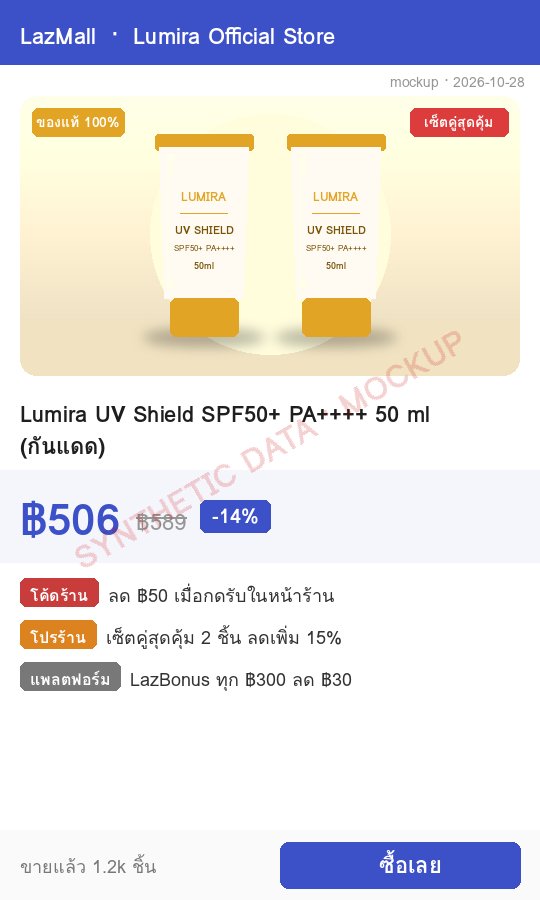 LazMall · Lumira Official Store
mockup · 2026-10-28
ของแท้ 100%
เซ็ตคู่สุดคุ้ม
LUMIRA
UV SHIELD
SPF50+ PA++++
50ml
LUMIRA
UV SHIELD
SPF50+ PA++++
50ml
Lumira UV Shield SPF50+ PA++++ 50 ml
(กันแดด)
SYNTHETIC DATA · MOCKUP
฿506 ฿589 -14%
โค้ดร้าน ลด ฿50 เมื่อกดรับในหน้าร้าน
โปรร้าน เซ็ตคู่สุดคุ้ม 2 ชิ้น ลดเพิ่ม 15%
แพลตฟอร์ม LazBonus ทุก ฿300 ลด ฿30
ขายแล้ว 1.2k ชิ้น
ซื้อเลย